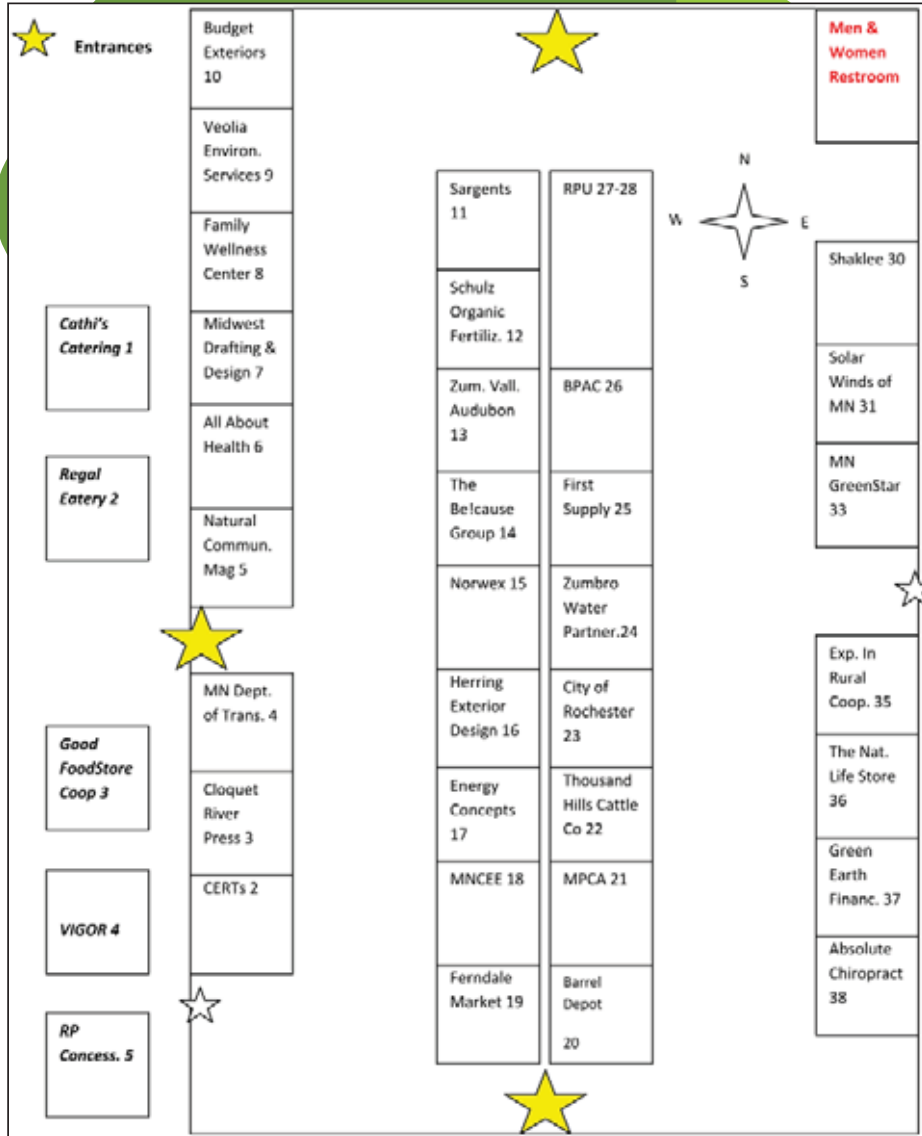 Entrances
Budget
Exteriors
10
Veolia
Environ.
Services 9
Family
Wellness
Center 8
Midwest
Drafting &
Design 7
All About
Health 6
Natural
Commun.
Mag 5
MN Dept.
of Trans. 4
Cloquet
River
Press 3
CERTs 2
Cathi's
Catering 1
Regal
Eatery 2
Good
FoodStore
Coop 3
VIGOR 4
RP
Concess. 5
Sargents
11
Schulz
Organic
Fertiliz. 12
Zum. Vall.
Audubon
13
The
Be!cause
Group 14
Norwex 15
Herring
Exterior
Design 16
Energy
Concepts
17
MNCEE 18
Ferndale
Market 19
RPU 27-28
BPAC 26
First
Supply 25
Zumbro
Water
Partner.24
City of
Rochester
23
Thousand
Hills Cattle
Co 22
MPCA 21
Barrel
Depot
20
N
W E
S
Men &
Women
Restroom
Shaklee 30
Solar
Winds of
MN 31
MN
GreenStar
33
Exp. In
Rural
Coop. 35
The Nat.
Life Store
36
Green
Earth
Financ. 37
Absolute
Chiropract
38